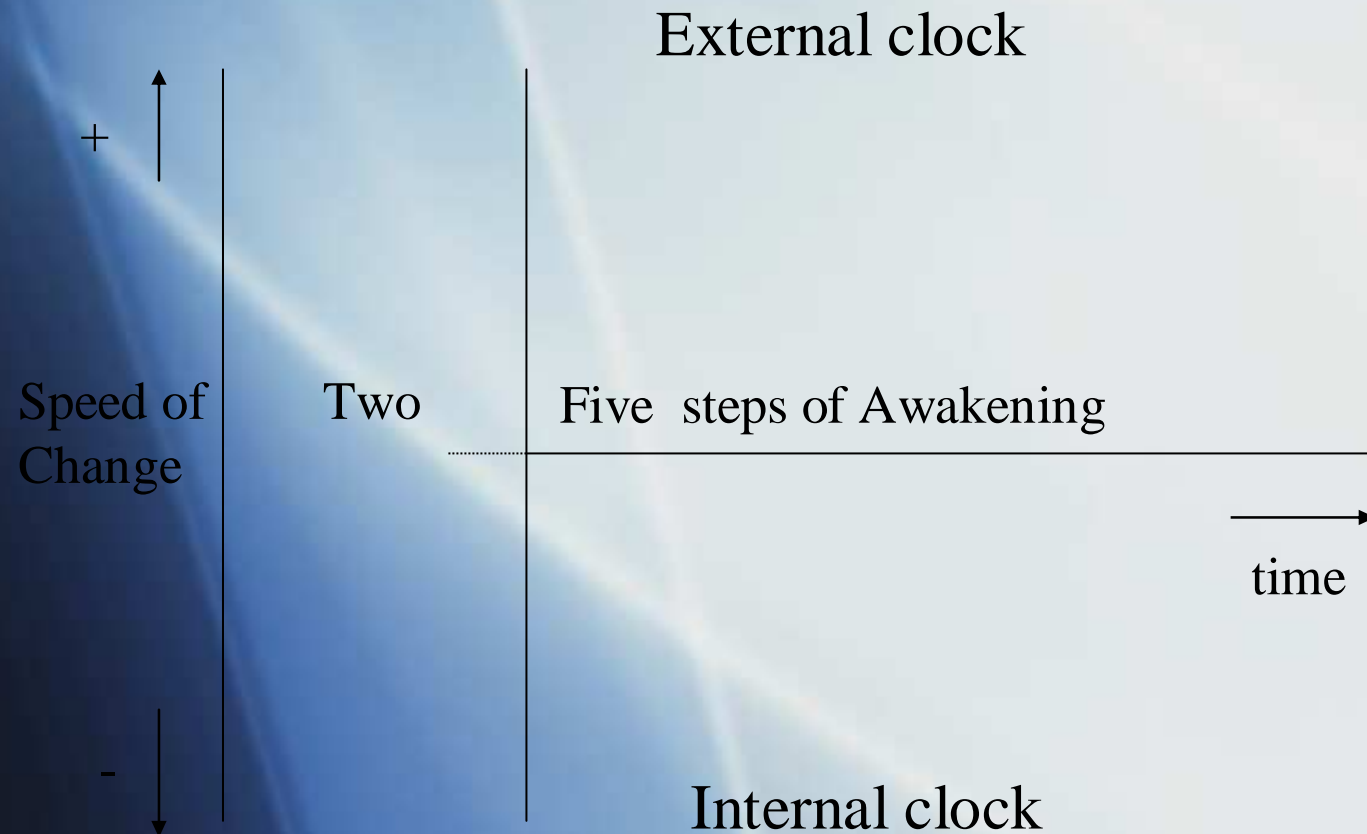 External clock
+
Speed of
Change
Two
Five steps of Awakening
time
-
Internal clock